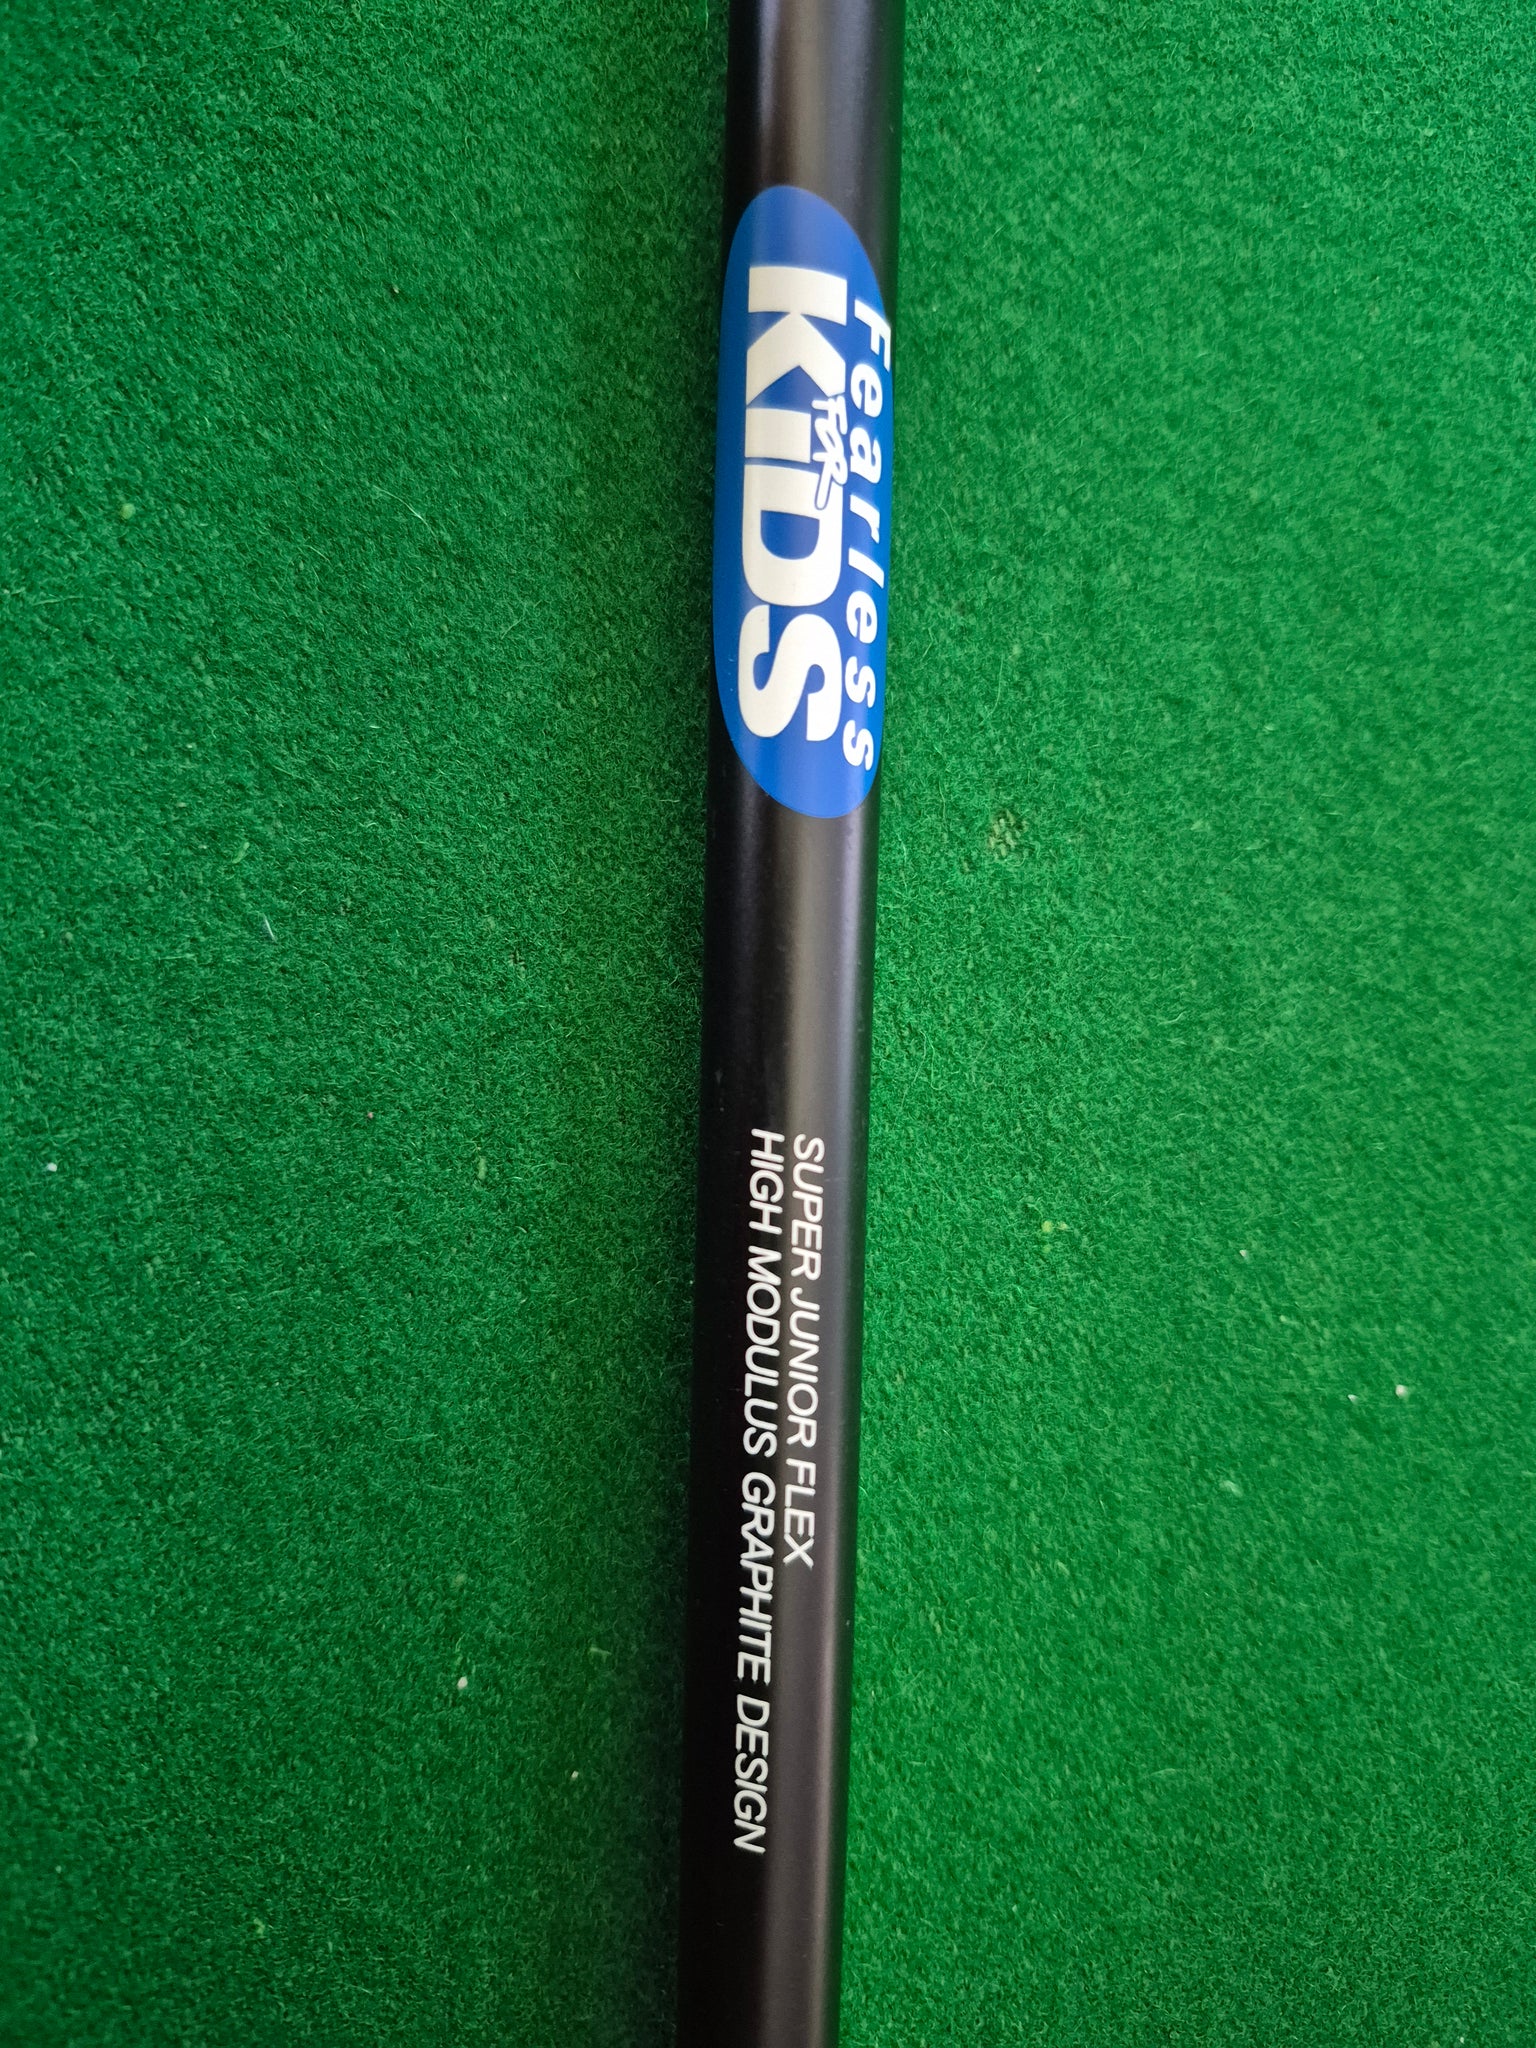 Fearless
FOR
KIDS
SUPER JUNIOR FLEX
HIGH MODULUS GRAPHITE DESIGN